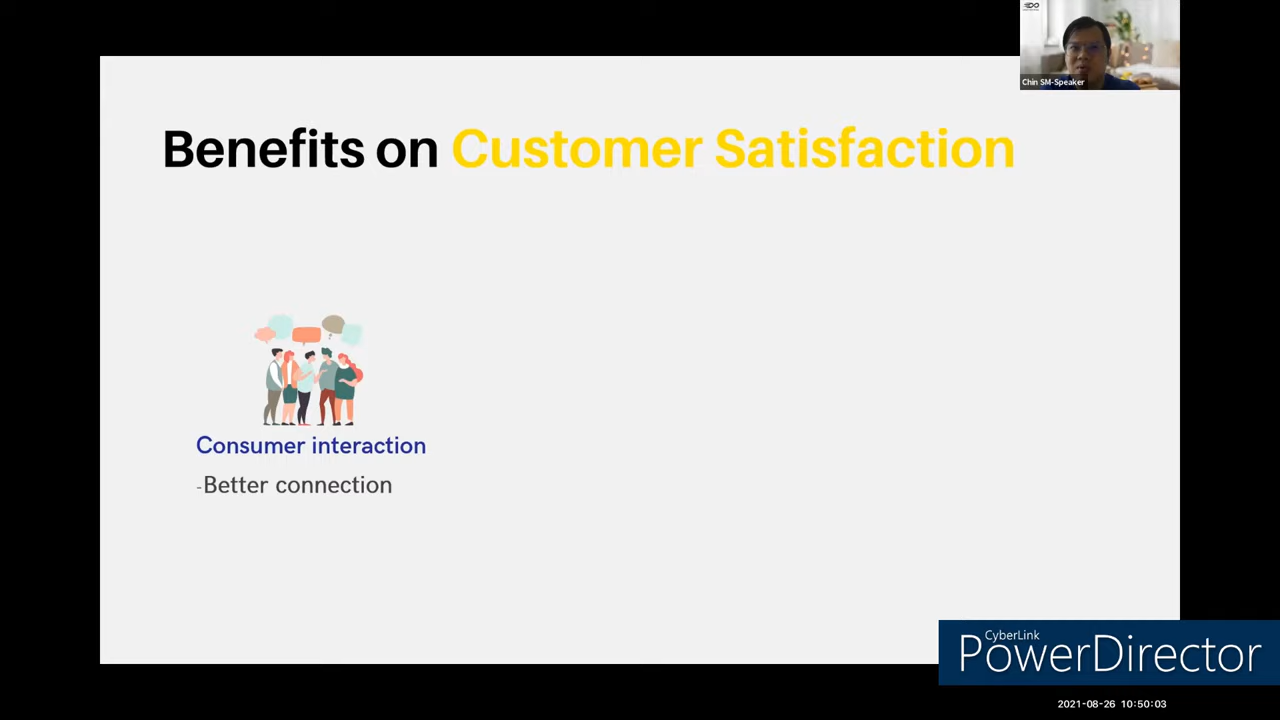 Chin SM-Speaker
Benefits on Customer Satisfaction
Consumer interaction
-Better connection
CyberLink
PowerDirector
2021-08-26 10:50:03